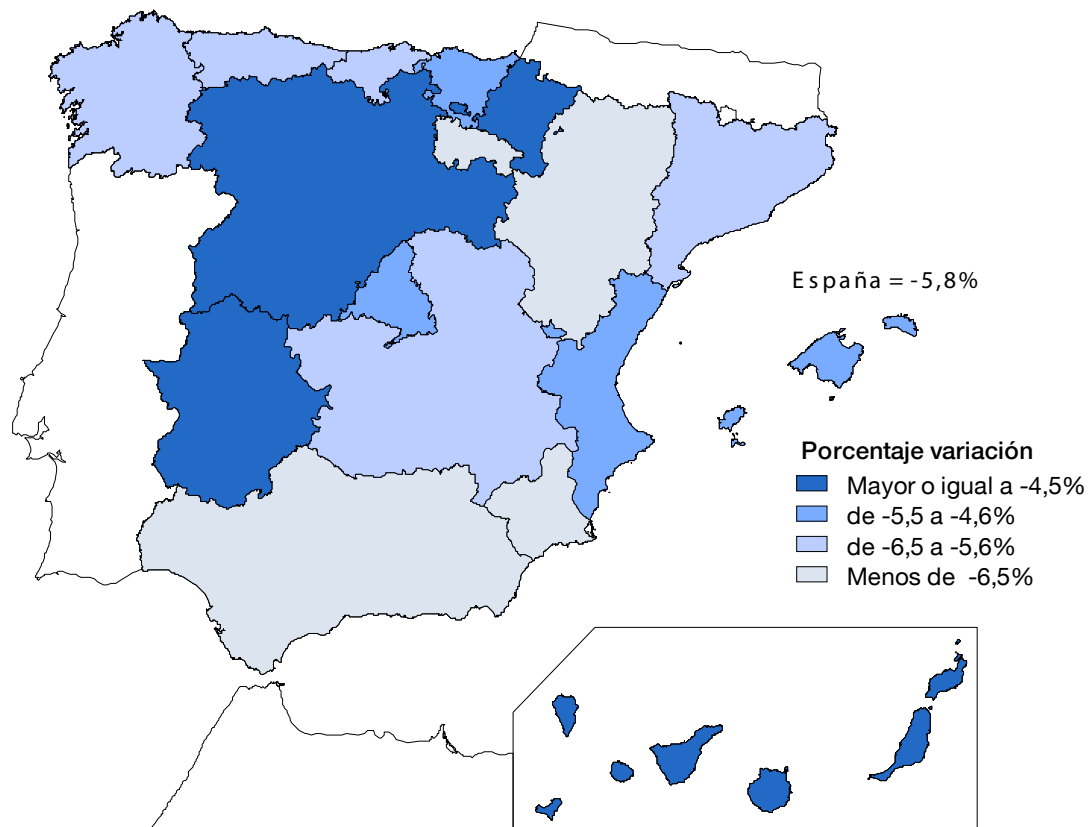 España = -5,8%
Porcentaje variación
Mayor o igual a -4,5%
de -5,5 a -4,6%
de -6,5 a -5,6%
Menos de -6,5%